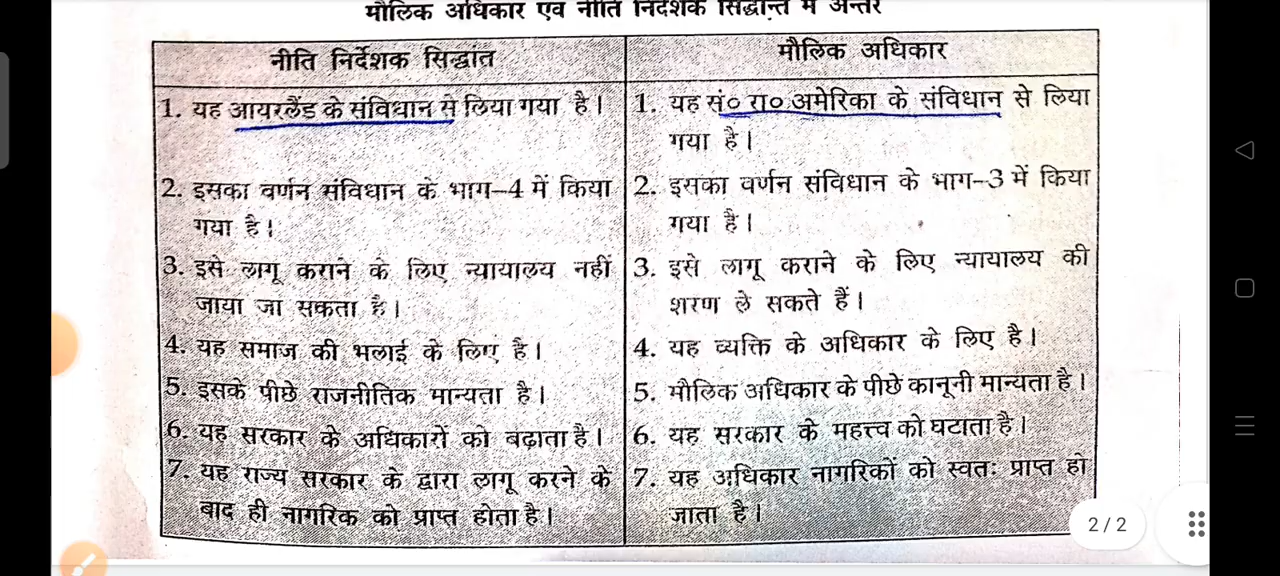 मौलिक अधिकार एवं नीति निर्देशक सिद्धान्त में अन्तर
नीति निर्देशक सिद्धांत
1. यह आयरलैंड के संविधान से लिया गया है।
2. इसका वर्णन संविधान के भाग-4 में किया
गया है।
3. इसे लागू कराने के लिए न्यायालय नहीं
जाया जा सकता है।
4. यह समाज की भलाई के लिए है।
5. इसके पीछे राजनीतिक मान्यता है।
6. यह सरकार के अधिकारों को बढ़ाता है।
7. यह राज्य सरकार के द्वारा लागू करने के
बाद ही नागरिक को प्राप्त होता है।
मौलिक अधिकार
1. यह सं० रा० अमेरिका के संविधान से लिया
गया है।
2. इसका वर्णन संविधान के भाग-3 में किया
गया है।
3. इसे लागू कराने के लिए न्यायालय की
शरण ले सकते हैं।
4. यह व्यक्ति के अधिकार के लिए है।
5. मौलिक अधिकार के पीछे कानूनी मान्यता है।
6. यह सरकार के महत्त्व को घटाता है।
7. यह अधिकार नागरिकों को स्वतः प्राप्त हो
जाता है।
2/2